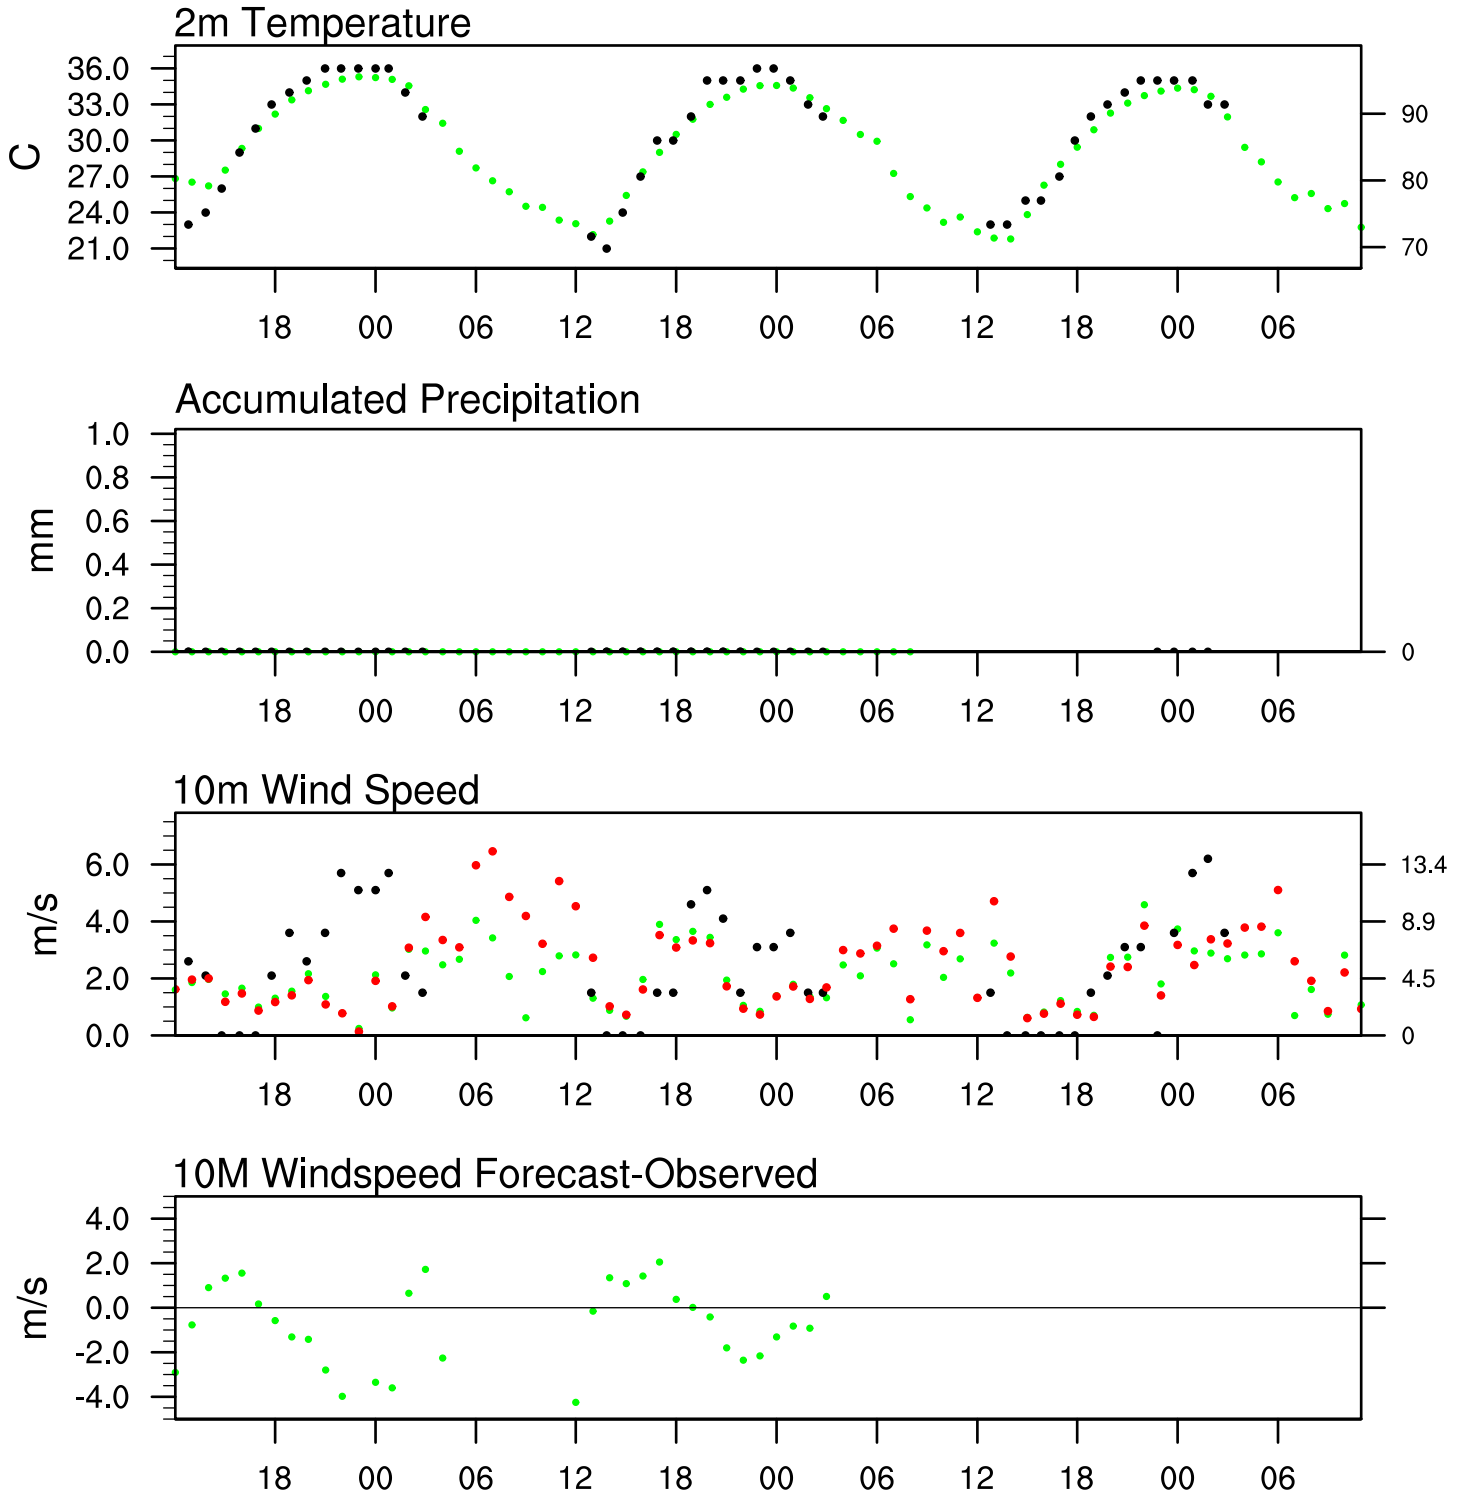 2m Temperature
36.0
33.0
30.0
27.0
24.0
21.0
C
90
80
70
18 00 06 12 18 00 06 12 18 00 06
Accumulated Precipitation
1.0
0.8
0.6
0.4
0.2
0.0
mm
0
18 00 06 12 18 00 06 12 18 00 06
10m Wind Speed
6.0
4.0
2.0
0.0
m/s
13.4
8.9
4.5
0
18 00 06 12 18 00 06 12 18 00 06
10M Windspeed Forecast-Observed
4.0
2.0
0.0
-2.0
-4.0
m/s
18 00 06 12 18 00 06 12 18 00 06